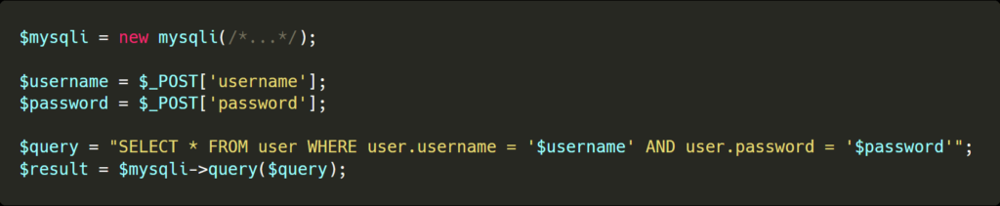 $mysqli = new mysqli(/*...*/);
$username = $_POST['username'];
$password = $_POST['password'];
$query = "SELECT * FROM user WHERE user.username = '$username' AND user.password = '$password'";
$result = $mysqli->query($query);